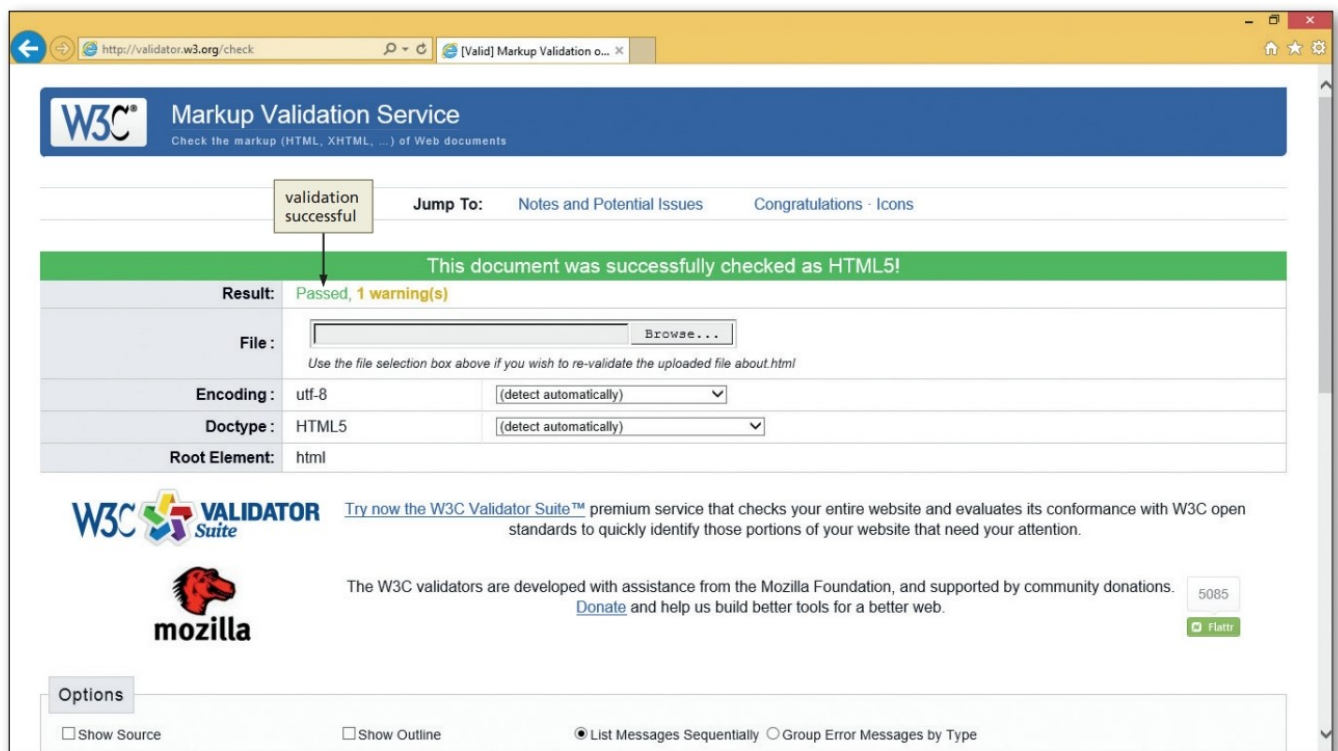 http://validator.w3.org/check
[Valid] Markup Validation o...
W3C®
Markup Validation Service
Check the markup (HTML, XHTML, ...) of Web documents
validation
successful
Jump To: Notes and Potential Issues Congratulations · Icons
This document was successfully checked as HTML5!
Result: Passed, 1 warning(s)
File : Browse...
Use the file selection box above if you wish to re-validate the uploaded file about.html
Encoding : utf-8 (detect automatically)
Doctype : HTML5 (detect automatically)
Root Element: html
W3C VALIDATOR
Suite
Try now the W3C Validator Suite™ premium service that checks your entire website and evaluates its conformance with W3C open
standards to quickly identify those portions of your website that need your attention.
mozilla
The W3C validators are developed with assistance from the Mozilla Foundation, and supported by community donations.
Donate and help us build better tools for a better web.
5085
Flattr
Options
Show Source Show Outline List Messages Sequentially Group Error Messages by Type